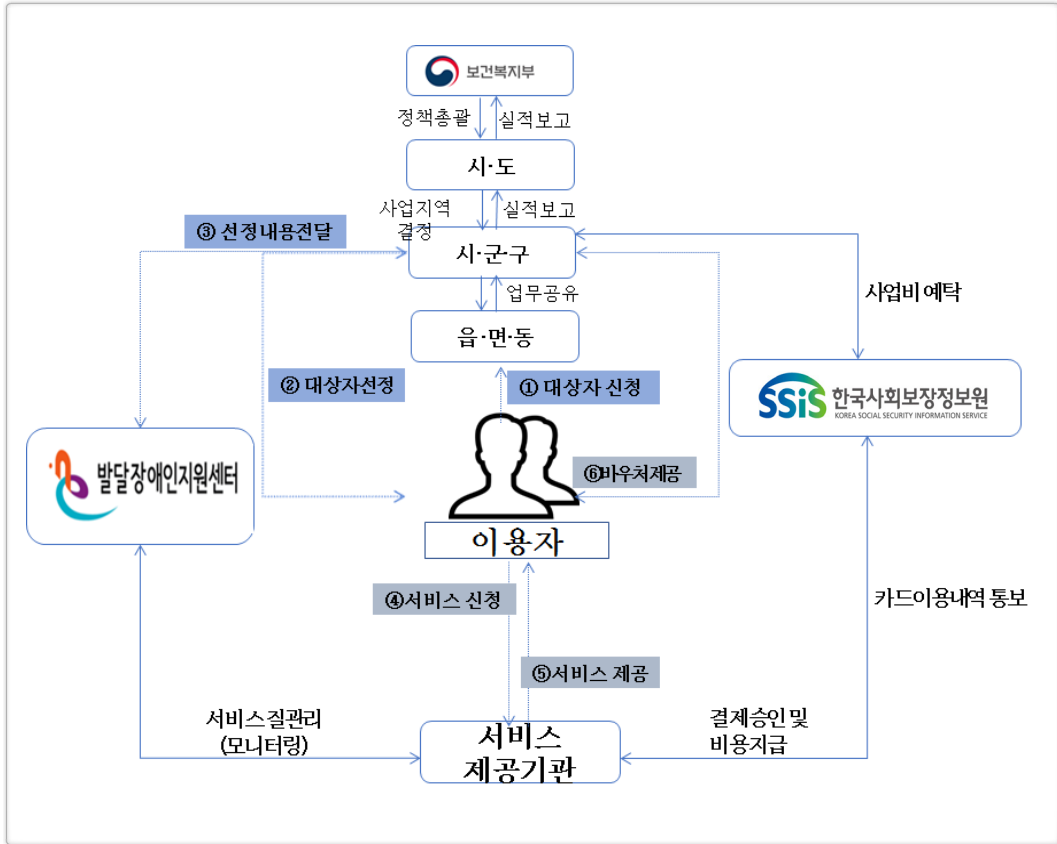 보건복지부
정책총괄
실적보고
시·도
사업지역
결정
실적보고
③ 선정내용전달
시·군·구
업무공유
사업비 예탁
읍·면·동
② 대상자선정
① 대상자 신청
SSiS 한국사회보장정보원
KOREA SOCIAL SECURITY INFORMATION SERVICE
발달장애인지원센터
⑥바우처제공
이용자
④서비스 신청
카드이용내역 통보
⑤서비스 제공
서비스질관리
(모니터링)
서비스
제공기관
결제승인 및
비용지급